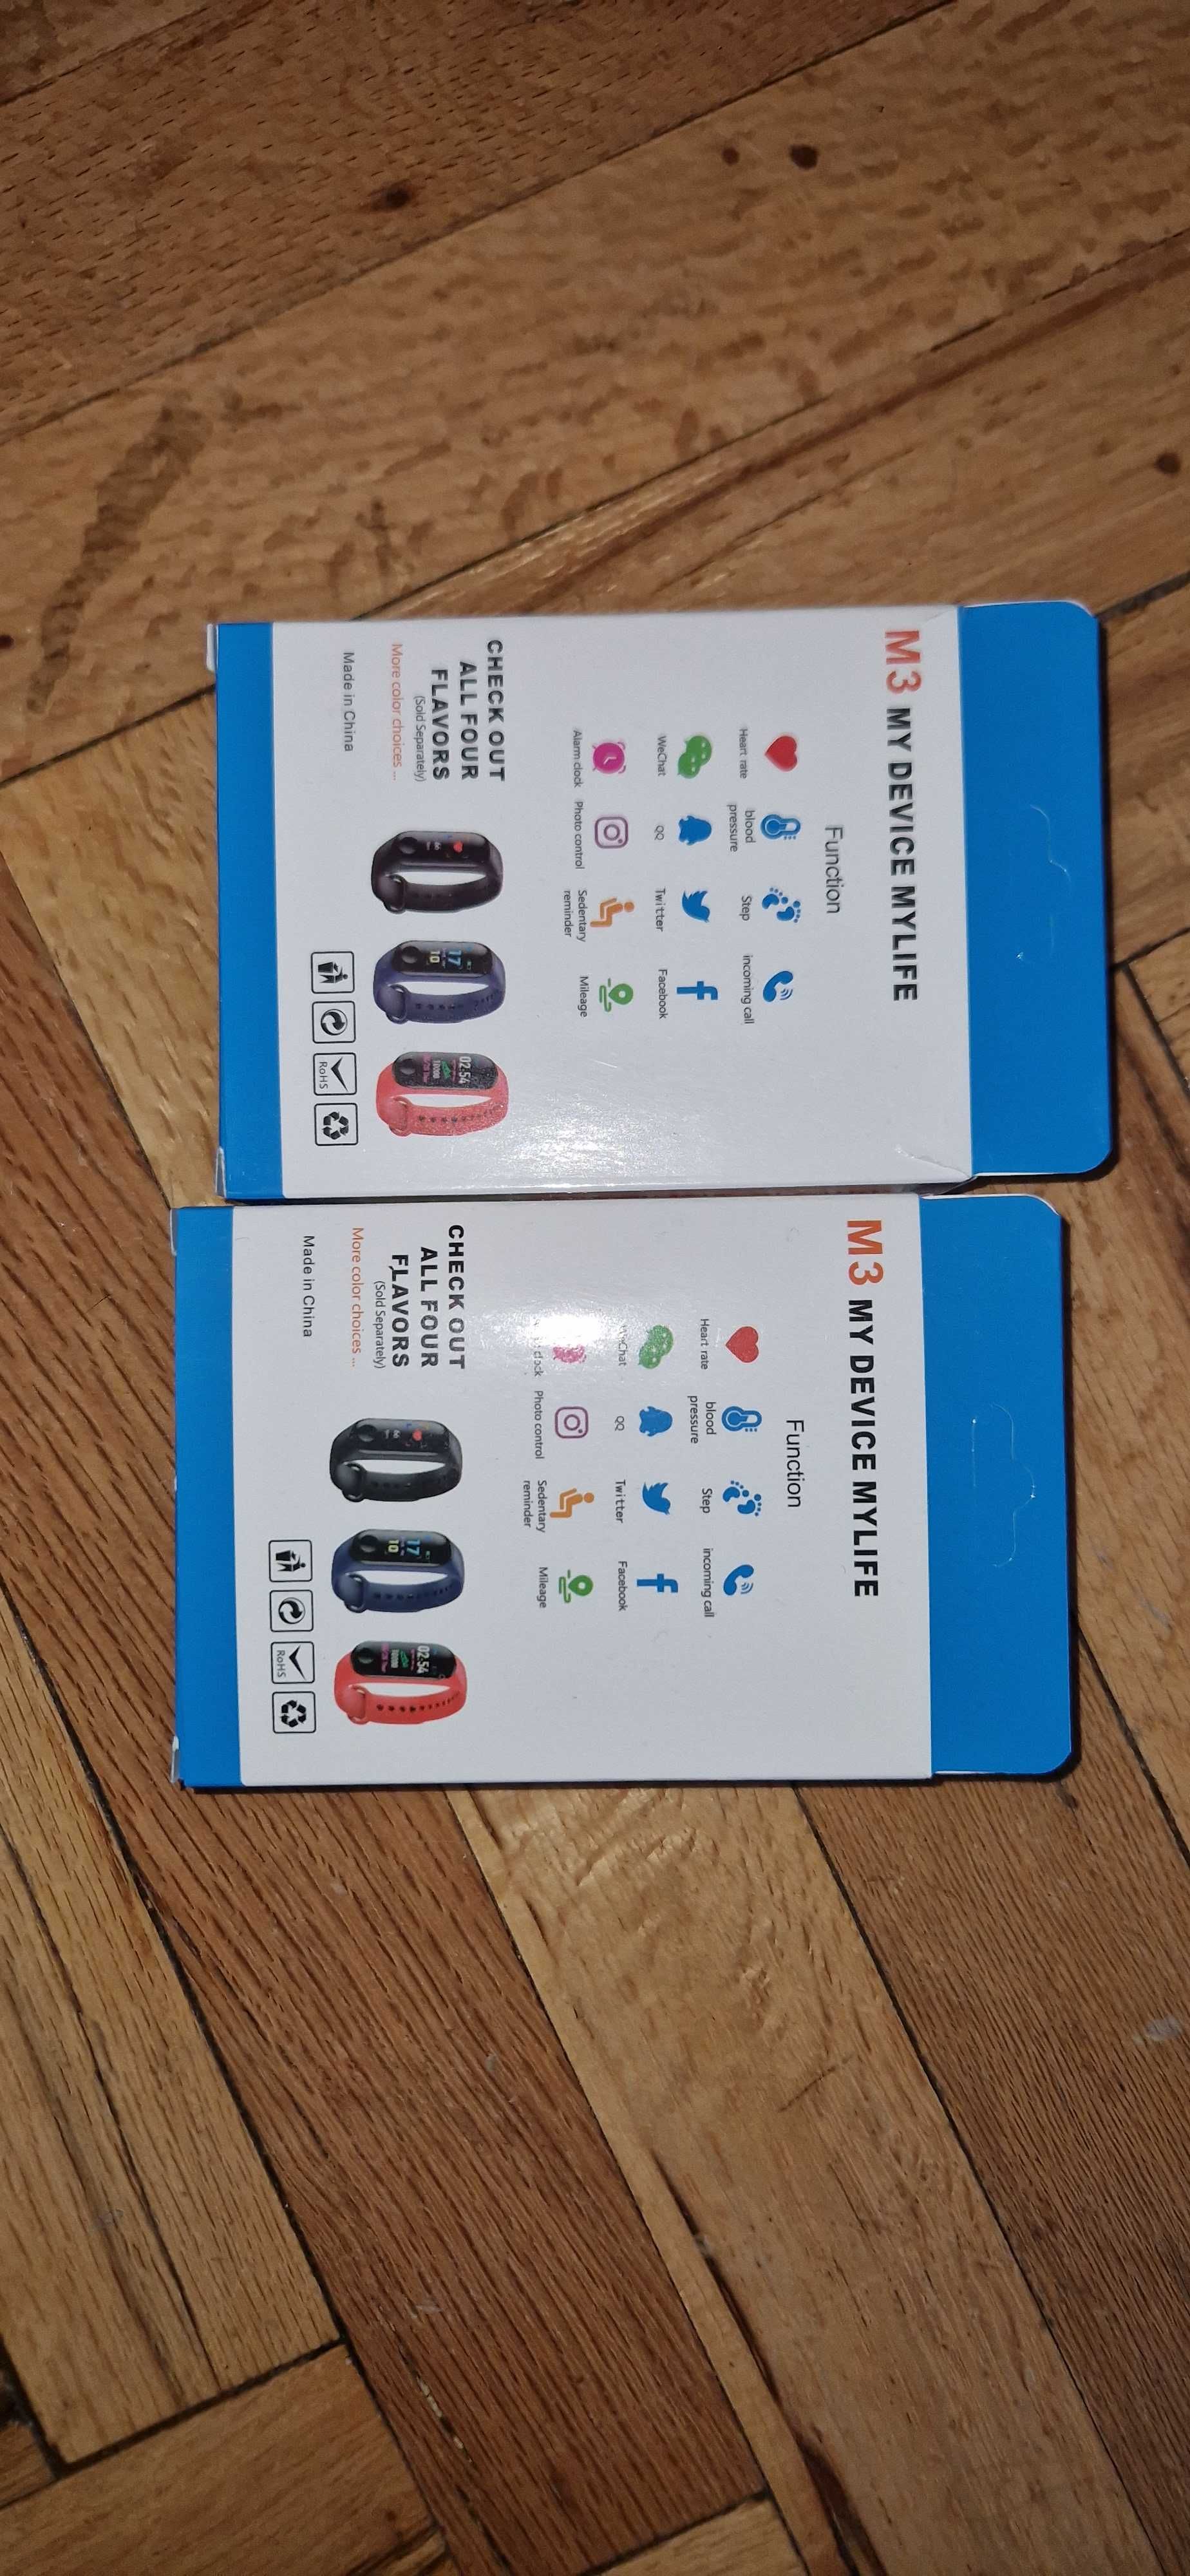 M3 MY DEVICE MYLIFE
Function
Heart rate
blood
pressure
Step
incoming call
WeChat
QQ
Twitter
Facebook
Alarm clock
Photo control
Sedentary
reminder
Mileage
CHECK OUT
ALL FOUR
FLAVORS
(Sold Separately)
More color choices ...
17
10
02:54
Made in China
RoHS
M3 MY DEVICE MYLIFE
Function
Heart rate
blood
pressure
Step
incoming call
QQ
Twitter
Facebook
Photo control
Sedentary
reminder
Mileage
CHECK OUT
ALL FOUR
FLAVORS
(Sold Separately)
More color choices ...
17
10
02:54
Made in China
RoHS